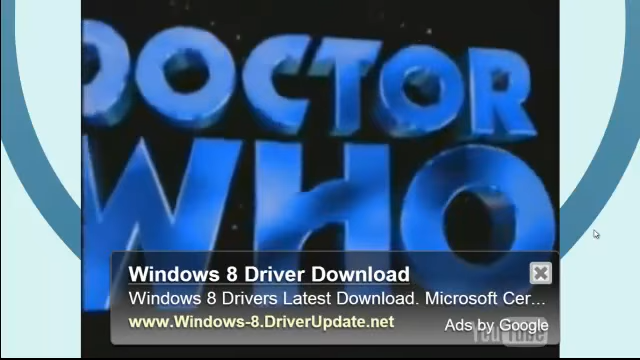 DOCTOR
WHO
Windows 8 Driver Download
Windows 8 Drivers Latest Download. Microsoft Cer...
www.Windows-8.DriverUpdate.net
Ads by Google
YouTube